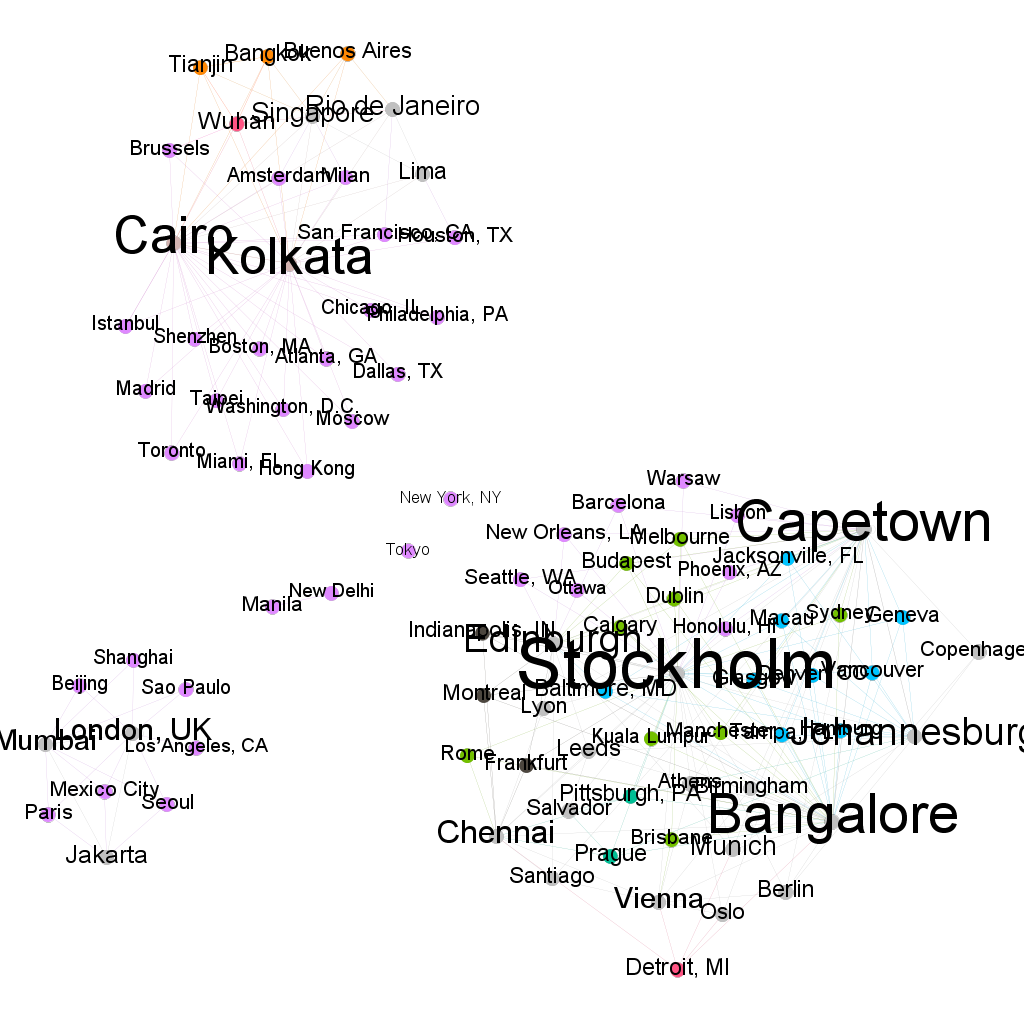 Buenos Aires
Bangkok
Tianjin
Rio de Janeiro
Singapore
Wuhan
Brussels
Lima
Amsterdam
Milan
San Francisco, CA
Houston, TX
Cairo
Kolkata
Chicago, IL
Philadelphia, PA
Istanbul
Shenzhen
Boston, MA
Atlanta, GA
Dallas, TX
Madrid
Taipei
Washington, D.C.
Moscow
Toronto
Miami, FL
Hong Kong
Warsaw
New York, NY
Barcelona
Lisbon
Capetown
New Orleans, LA
Melbourne
Tokyo
Jacksonville, FL
Budapest
Phoenix, AZ
Seattle, WA
Ottawa
New Delhi
Manila
Dublin
Sydney
Geneva
Macau
Calgary
Honolulu, HI
Indianapolis, IN
Edinburgh
Copenhagen
Shanghai
Stockholm
Vancouver
Denver, CO
Glasgow
Beijing
Sao Paulo
Montreal
Baltimore, MD
Lyon
London, UK
Mumbai
Los Angeles, CA
Kuala Lumpur
Manchester
Tampa, FL
Hamburg
Johannesburg
Leeds
Rome
Frankfurt
Athens
Birmingham
Mexico City
Seoul
Paris
Pittsburgh, PA
Salvador
Bangalore
Chennai
Brisbane
Munich
Jakarta
Prague
Santiago
Berlin
Vienna
Oslo
Detroit, MI